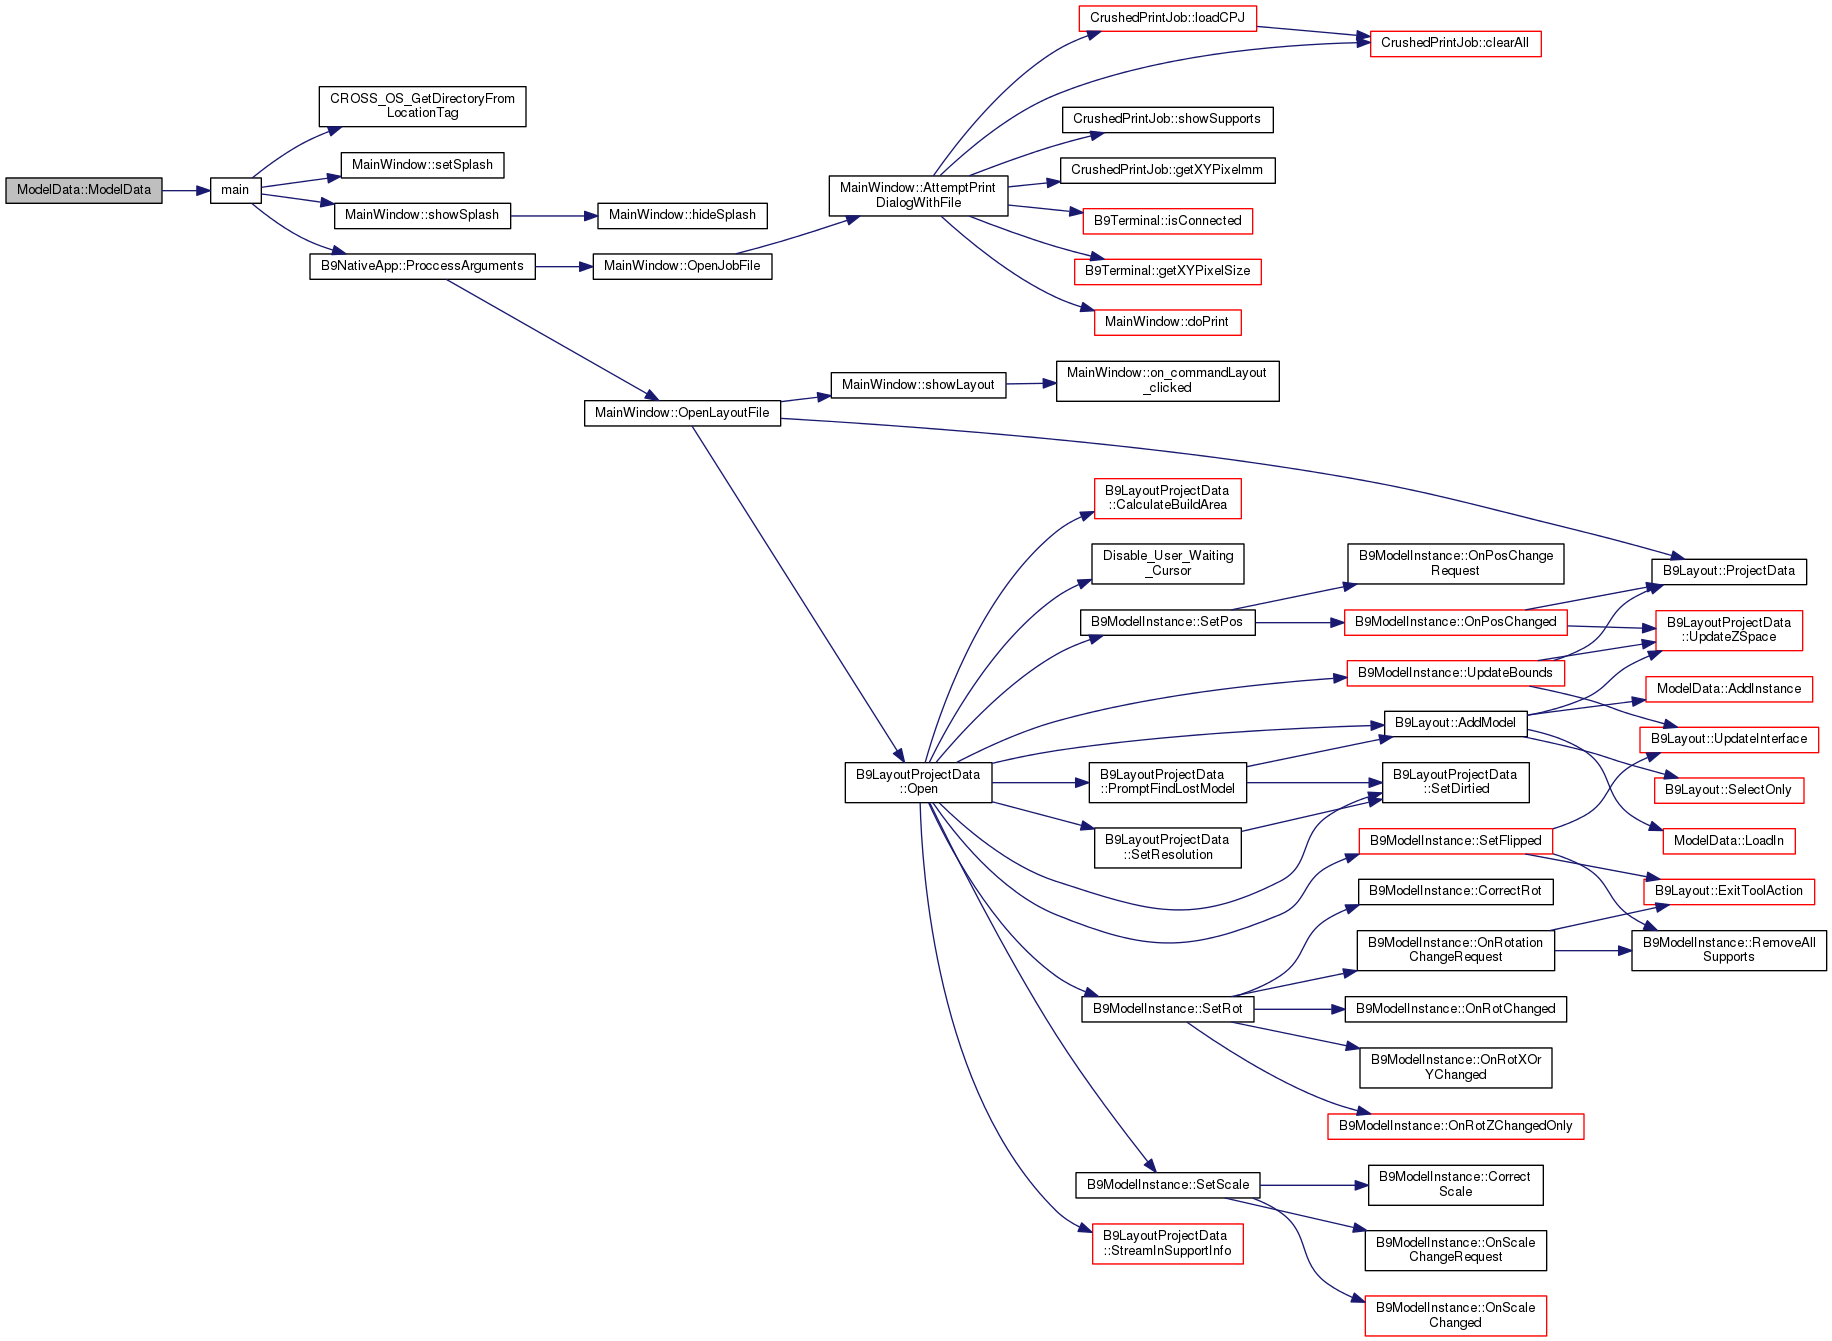 ModelData::ModelData
main
CROSS_OS_GetDirectoryFrom
LocationTag
MainWindow::setSplash
MainWindow::showSplash
B9NativeApp::ProccessArguments
MainWindow::hideSplash
MainWindow::OpenJobFile
MainWindow::OpenLayoutFile
MainWindow::AttemptPrint
DialogWithFile
MainWindow::showLayout
B9LayoutProjectData
::Open
CrushedPrintJob::loadCPJ
CrushedPrintJob::clearAll
CrushedPrintJob::showSupports
CrushedPrintJob::getXYPixelmm
B9Terminal::isConnected
B9Terminal::getXYPixelSize
MainWindow::doPrint
MainWindow::on_commandLayout
_clicked
B9LayoutProjectData
::CalculateBuildArea
Disable_User_Waiting
_Cursor
B9ModelInstance::SetPos
B9LayoutProjectData
::PromptFindLostModel
B9LayoutProjectData
::SetResolution
B9ModelInstance::SetRot
B9ModelInstance::SetScale
B9LayoutProjectData
::StreamInSupportInfo
B9ModelInstance::OnPosChange
Request
B9ModelInstance::OnPosChanged
B9ModelInstance::UpdateBounds
B9Layout::AddModel
B9LayoutProjectData
::SetDirtied
B9ModelInstance::SetFlipped
B9ModelInstance::CorrectRot
B9ModelInstance::OnRotation
ChangeRequest
B9ModelInstance::OnRotChanged
B9ModelInstance::OnRotXOr
YChanged
B9ModelInstance::OnRotZChangedOnly
B9ModelInstance::Correct
Scale
B9ModelInstance::OnScale
ChangeRequest
B9ModelInstance::OnScale
Changed
B9Layout::ProjectData
B9LayoutProjectData
::UpdateZSpace
ModelData::AddInstance
B9Layout::UpdateInterface
B9Layout::SelectOnly
ModelData::LoadIn
B9Layout::ExitToolAction
B9ModelInstance::RemoveAll
Supports